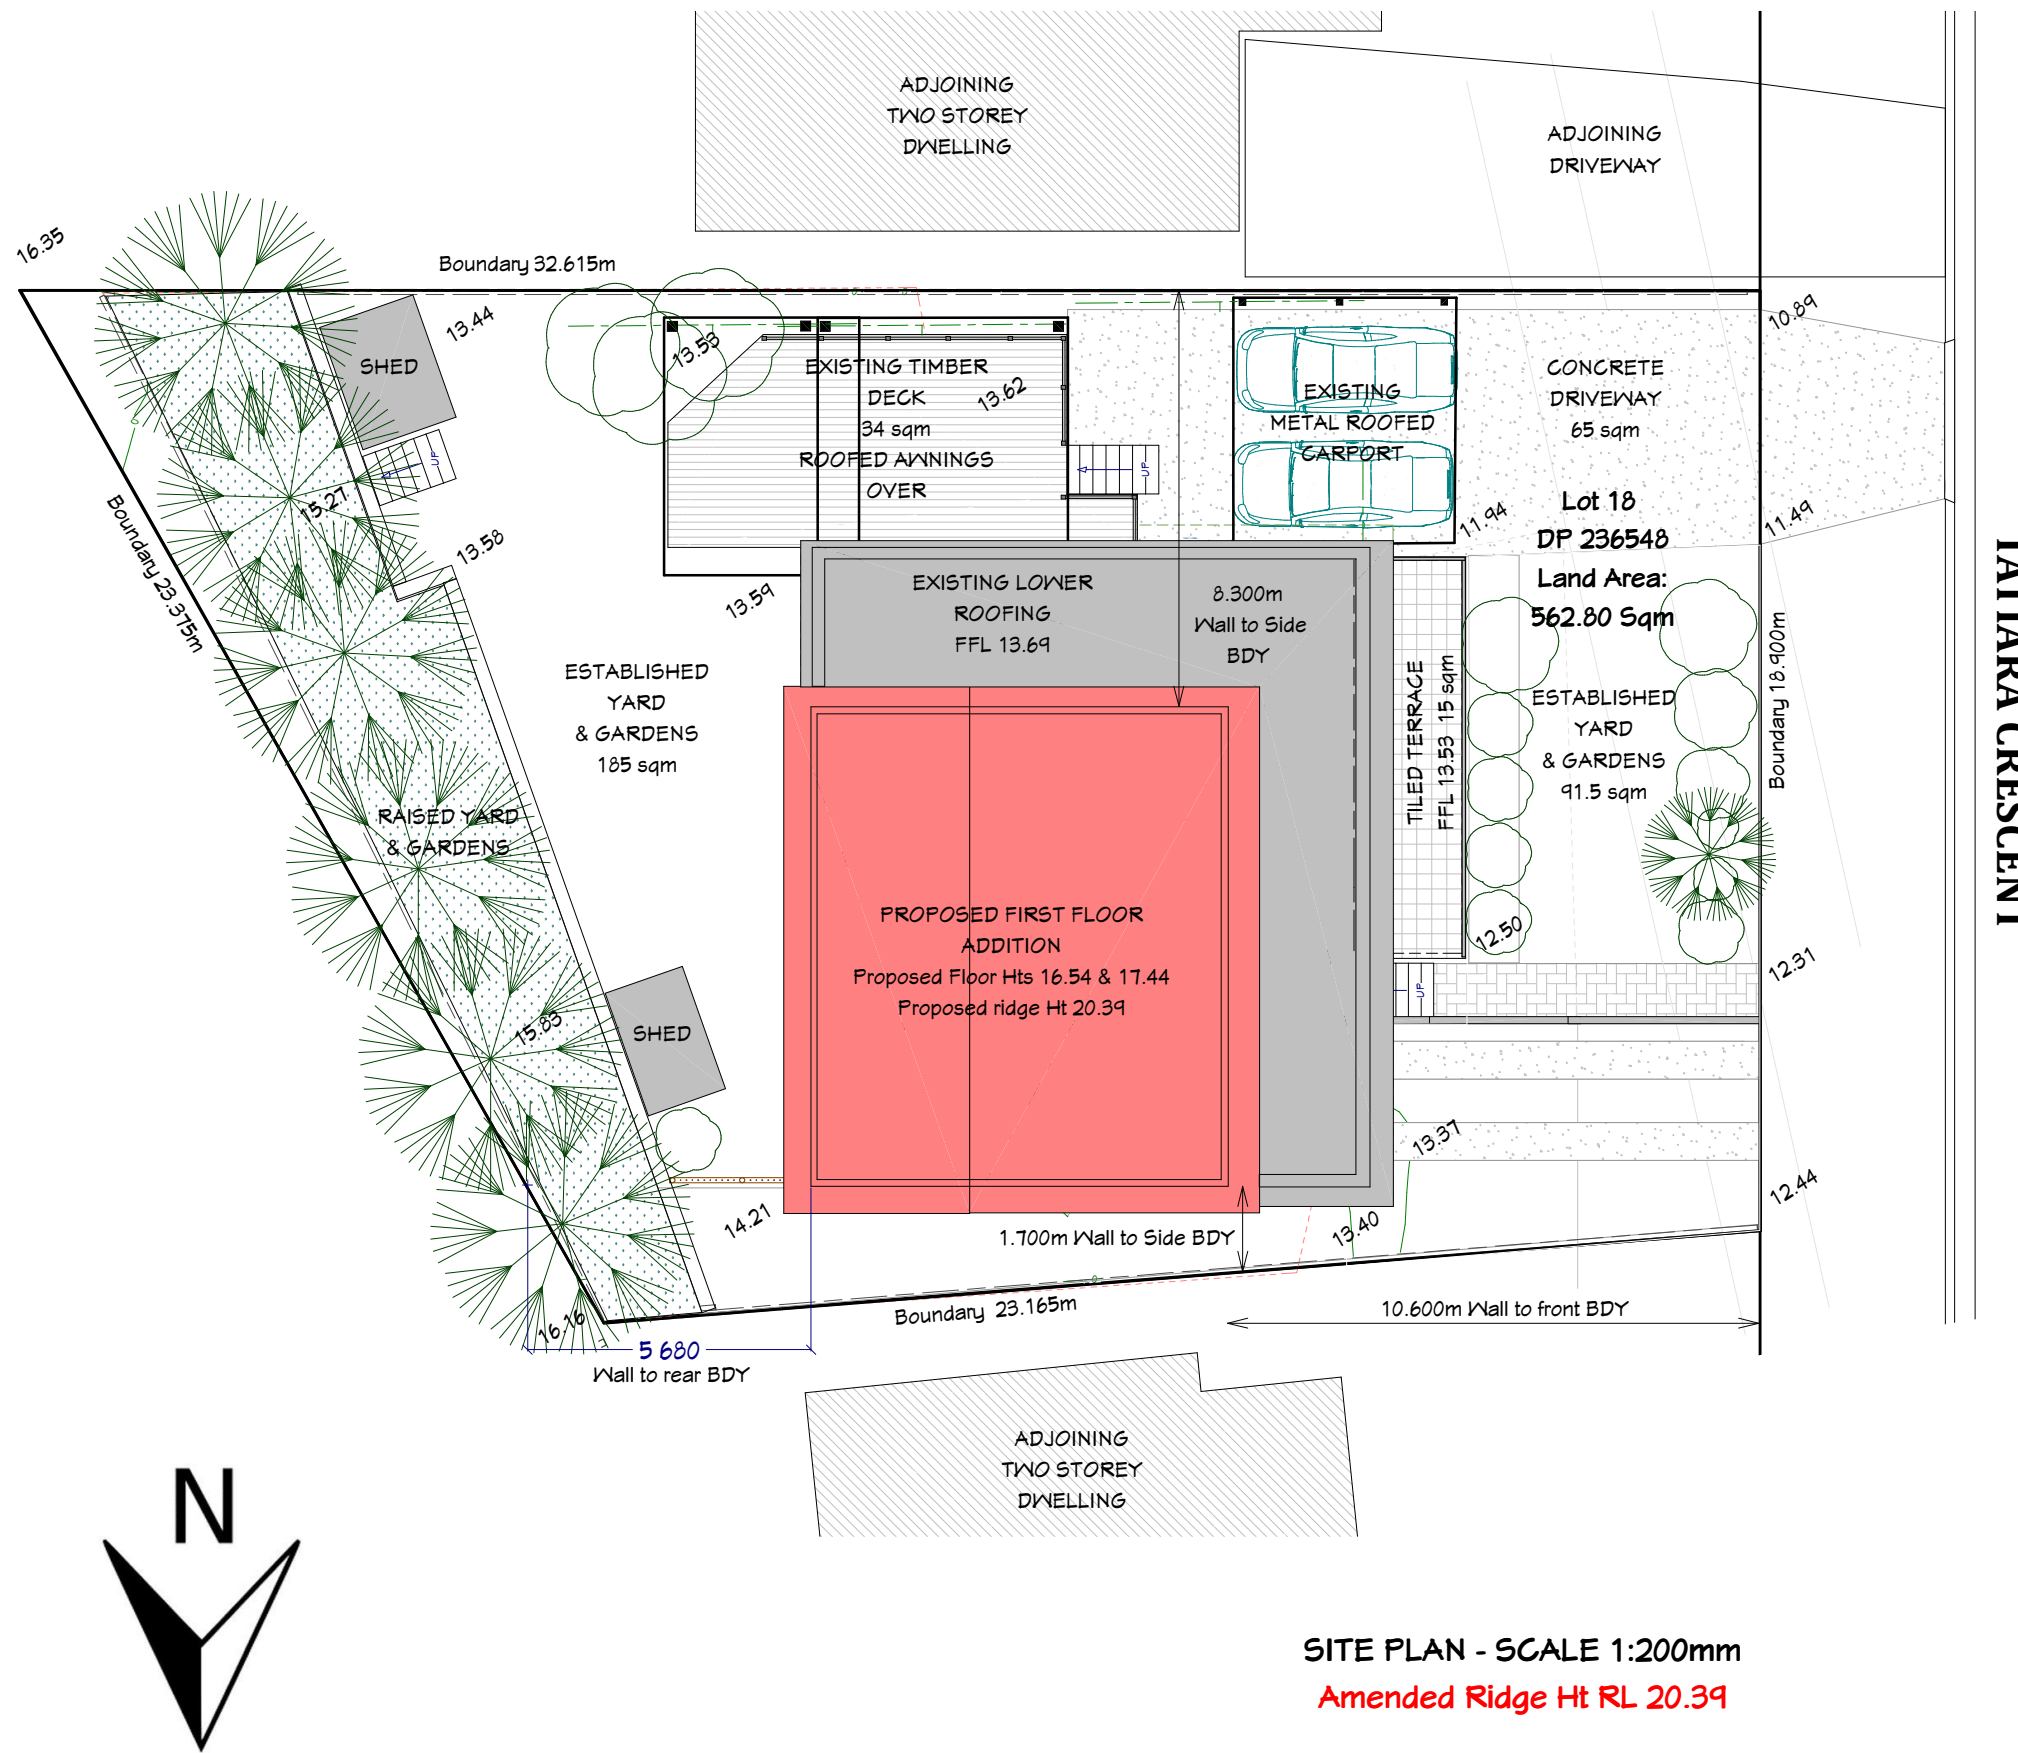 ADJOINING
TWO STOREY
DWELLING
ADJOINING
DRIVEWAY
16.35
Boundary 32.615m
13.44
10.89
SHED
13.53
EXISTING TIMBER
DECK
34 sqm
ROOFED AWNINGS
OVER
13.62
EXISTING
METAL ROOFED
CARPORT
CONCRETE
DRIVEWAY
65 sqm
UP
UP
15.27
13.58
11.94
11.49
Lot 18
DP 236548
Land Area:
562.80 Sqm
Boundary 23.375m
13.59
EXISTING LOWER
ROOFING
FFL 13.69
8.300m
Wall to Side
BDY
ESTABLISHED
YARD
& GARDENS
185 sqm
TILED TERRACE
FFL 13.53 15 sqm
ESTABLISHED
YARD
& GARDENS
91.5 sqm
Boundary 18.900m
TATIARA CRESCENT
RAISED YARD
& GARDENS
PROPOSED FIRST FLOOR
ADDITION
Proposed Floor Hts 16.54 & 17.44
Proposed ridge Ht 20.39
12.50
12.31
UP
15.83
SHED
13.37
12.44
14.21
1.700m Wall to Side BDY
13.40
16.16
Boundary 23.165m
10.600m Wall to front BDY
5 680
Wall to rear BDY
ADJOINING
TWO STOREY
DWELLING
N
SITE PLAN - SCALE 1:200mm
Amended Ridge Ht RL 20.39